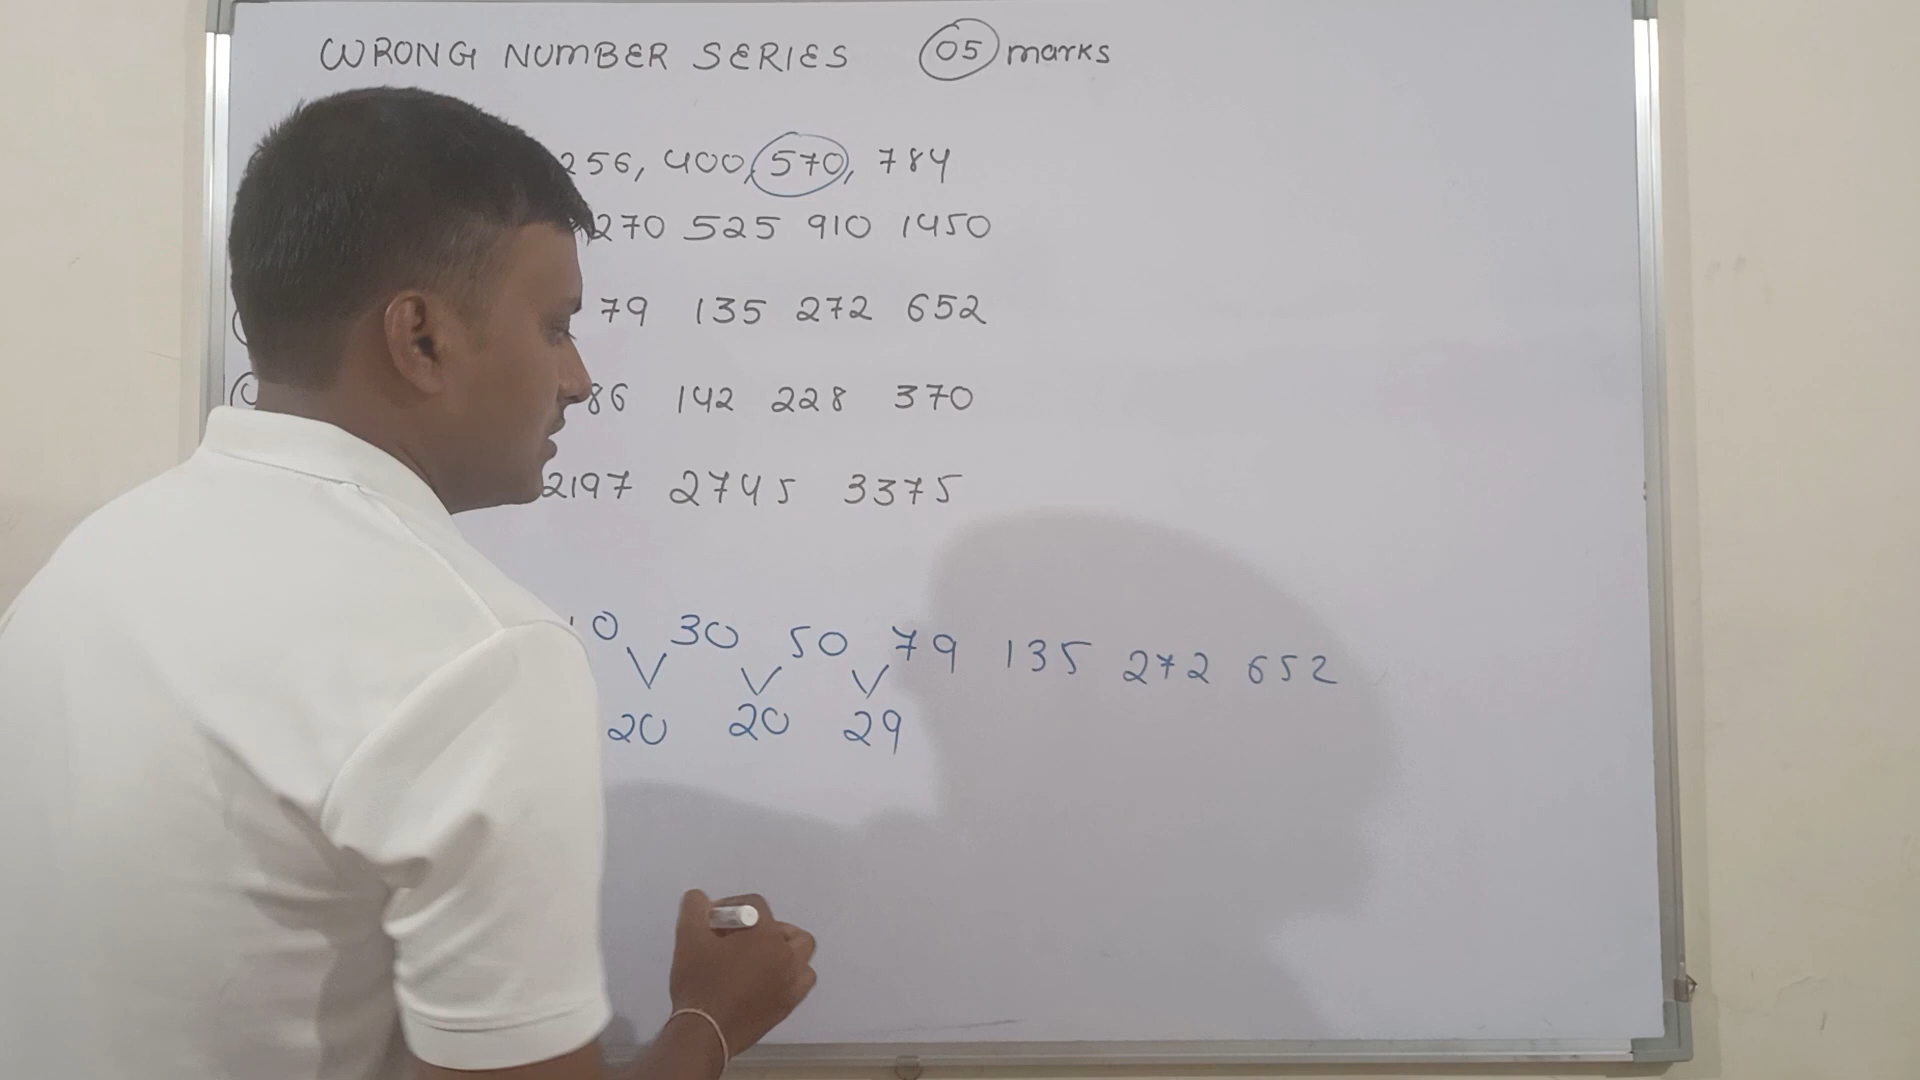 WRONG NUMBER SERIES 05 marks
256, 400, 570, 784
270 525 910 1450
79 135 272 652
86 142 228 370
2197 2745 3375
10 30 50 79 135 272 652
20 20 29